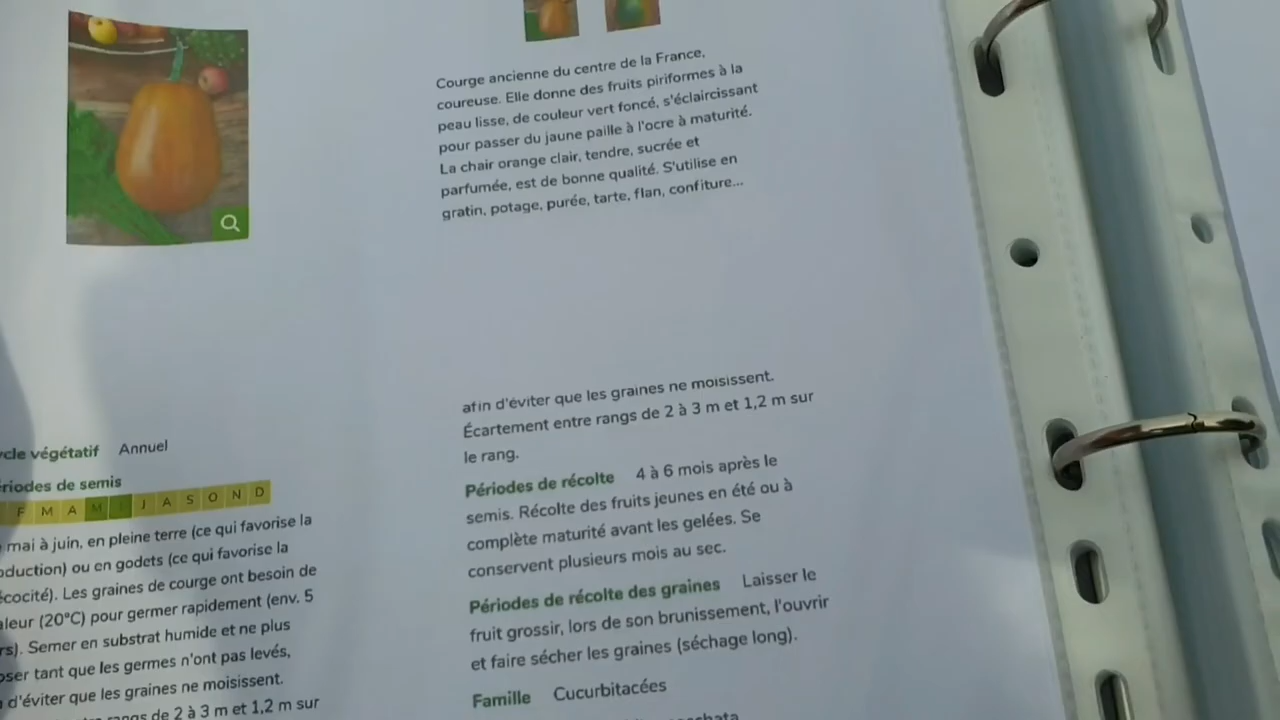 Courge ancienne du centre de la France,
coureuse. Elle donne des fruits piriformes à la
peau lisse, de couleur vert foncé, s'éclaircissant
pour passer du jaune paille à l'ocre à maturité.
La chair orange clair, tendre, sucrée et
parfumée, est de bonne qualité. S'utilise en
gratin, potage, purée, tarte, flan, confiture...
ycle végétatif Annuel
riodes de semis
F M A M J J A S O N D
mai à juin, en pleine terre (ce qui favorise la
oduction) ou en godets (ce qui favorise la
écocité). Les graines de courge ont besoin de
aleur (20°C) pour germer rapidement (env. 5
rs). Semer en substrat humide et ne plus
oser tant que les germes n'ont pas levés,
d'éviter que les graines ne moisissent.
rangs de 2 à 3 m et 1,2 m sur
afin d'éviter que les graines ne moisissent.
Écartement entre rangs de 2 à 3 m et 1,2 m sur
le rang.
Périodes de récolte 4 à 6 mois après le
semis. Récolte des fruits jeunes en été ou à
complète maturité avant les gelées. Se
conservent plusieurs mois au sec.
Périodes de récolte des graines Laisser le
fruit grossir, lors de son brunissement, l'ouvrir
et faire sécher les graines (séchage long).
Famille Cucurbitacées